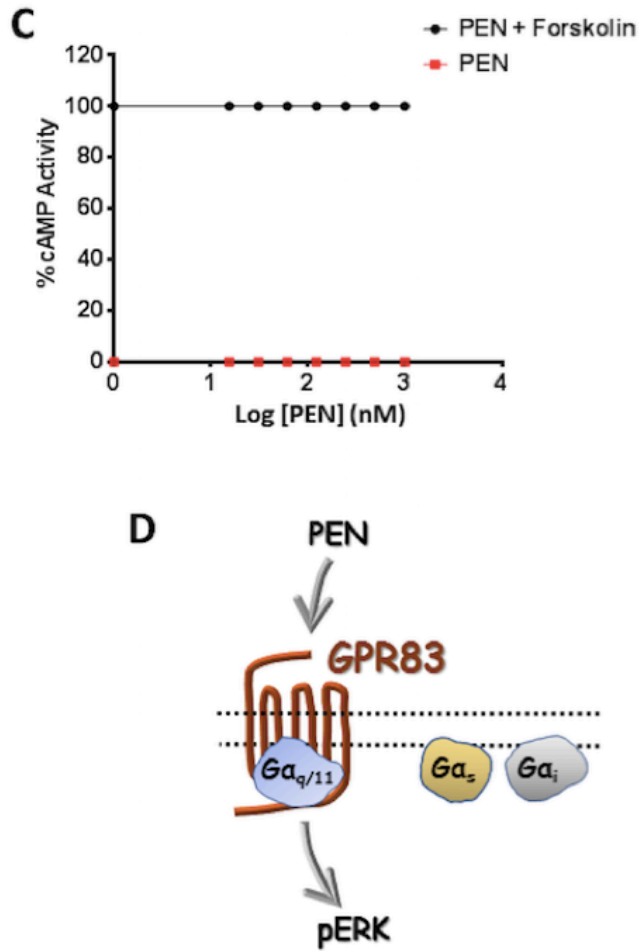 C
PEN + Forskolin
PEN
120
100
80
60
40
20
0
% cAMP Activity
0 1 2 3 4
Log [PEN] (nM)
D
PEN
GPR83
Gαq/11
Gαs
Gαi
pERK